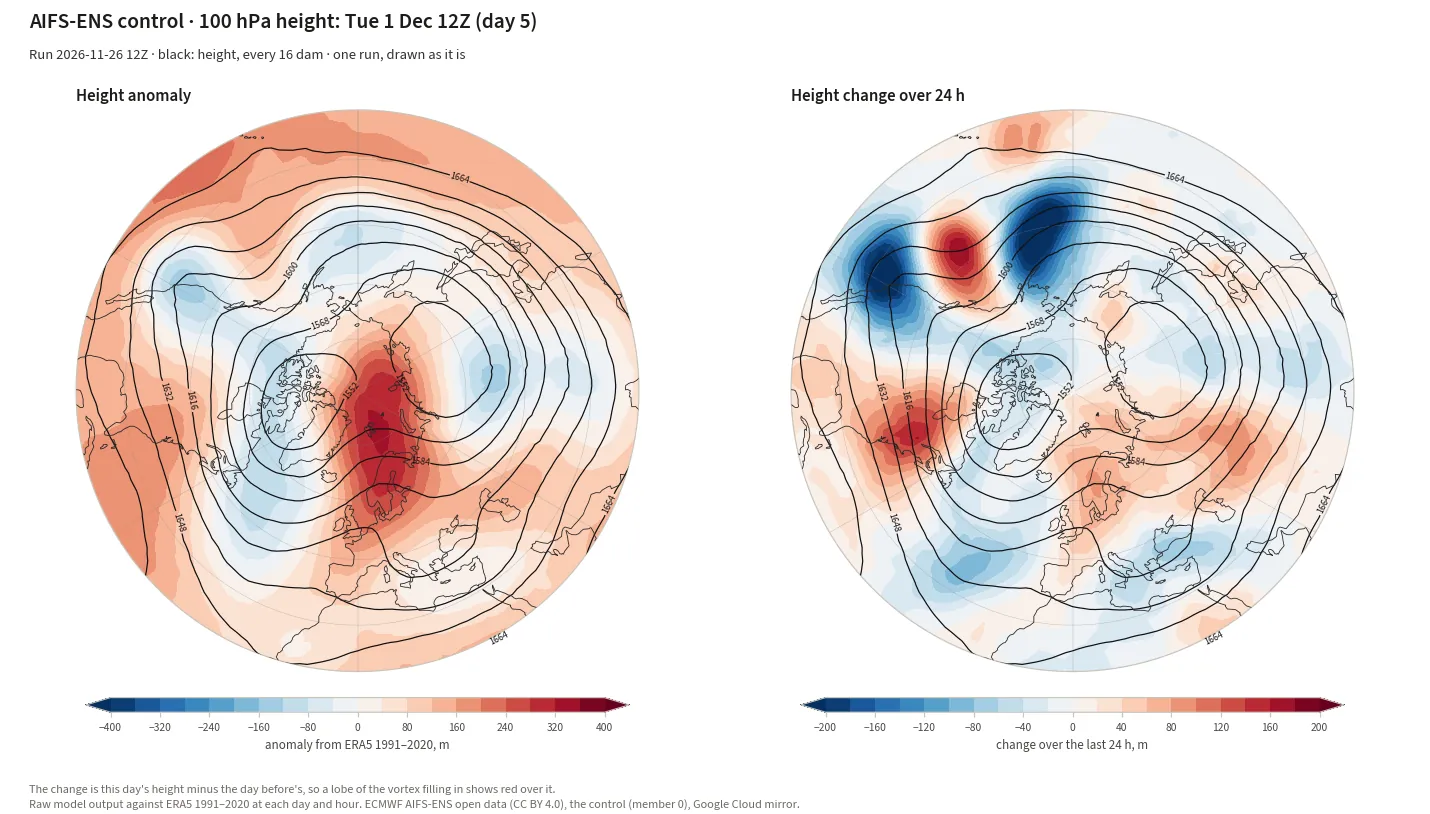 AIFS-ENS control · 100 hPa height: Tue 1 Dec 12Z (day 5)
Run 2026-11-26 12Z · black: height, every 16 dam · one run, drawn as it is
Height anomaly
1664
1600
1568
1552
1632
1616
1584
1648
1664
1664
−400 −320 −240 −160 −80 0 80 160 240 320 400
anomaly from ERA5 1991–2020, m
Height change over 24 h
1664
1600
1568
1552
1632
1616
1584
1648
1664
1664
−200 −160 −120 −80 −40 0 40 80 120 160 200
change over the last 24 h, m
The change is this day's height minus the day before's, so a lobe of the vortex filling in shows red over it.
Raw model output against ERA5 1991–2020 at each day and hour. ECMWF AIFS-ENS open data (CC BY 4.0), the control (member 0), Google Cloud mirror.